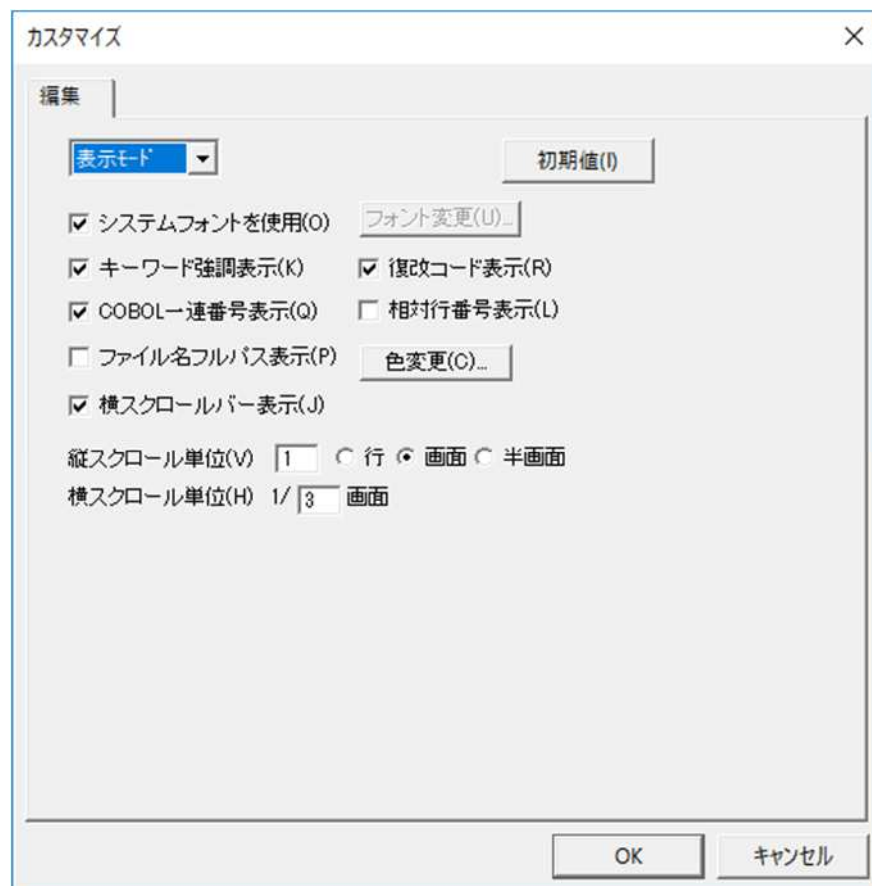 カスタマイズ
編集
表示モード 初期値(I)
システムフォントを使用(O) フォント変更(U)...
キーワード強調表示(K) 復改コード表示(R)
COBOL一連番号表示(Q) 相対行番号表示(L)
ファイル名フルパス表示(P) 色変更(C)...
横スクロールバー表示(J)
縦スクロール単位(V) 1 行 画面 半画面
横スクロール単位(H) 1/ 3 画面
OK キャンセル